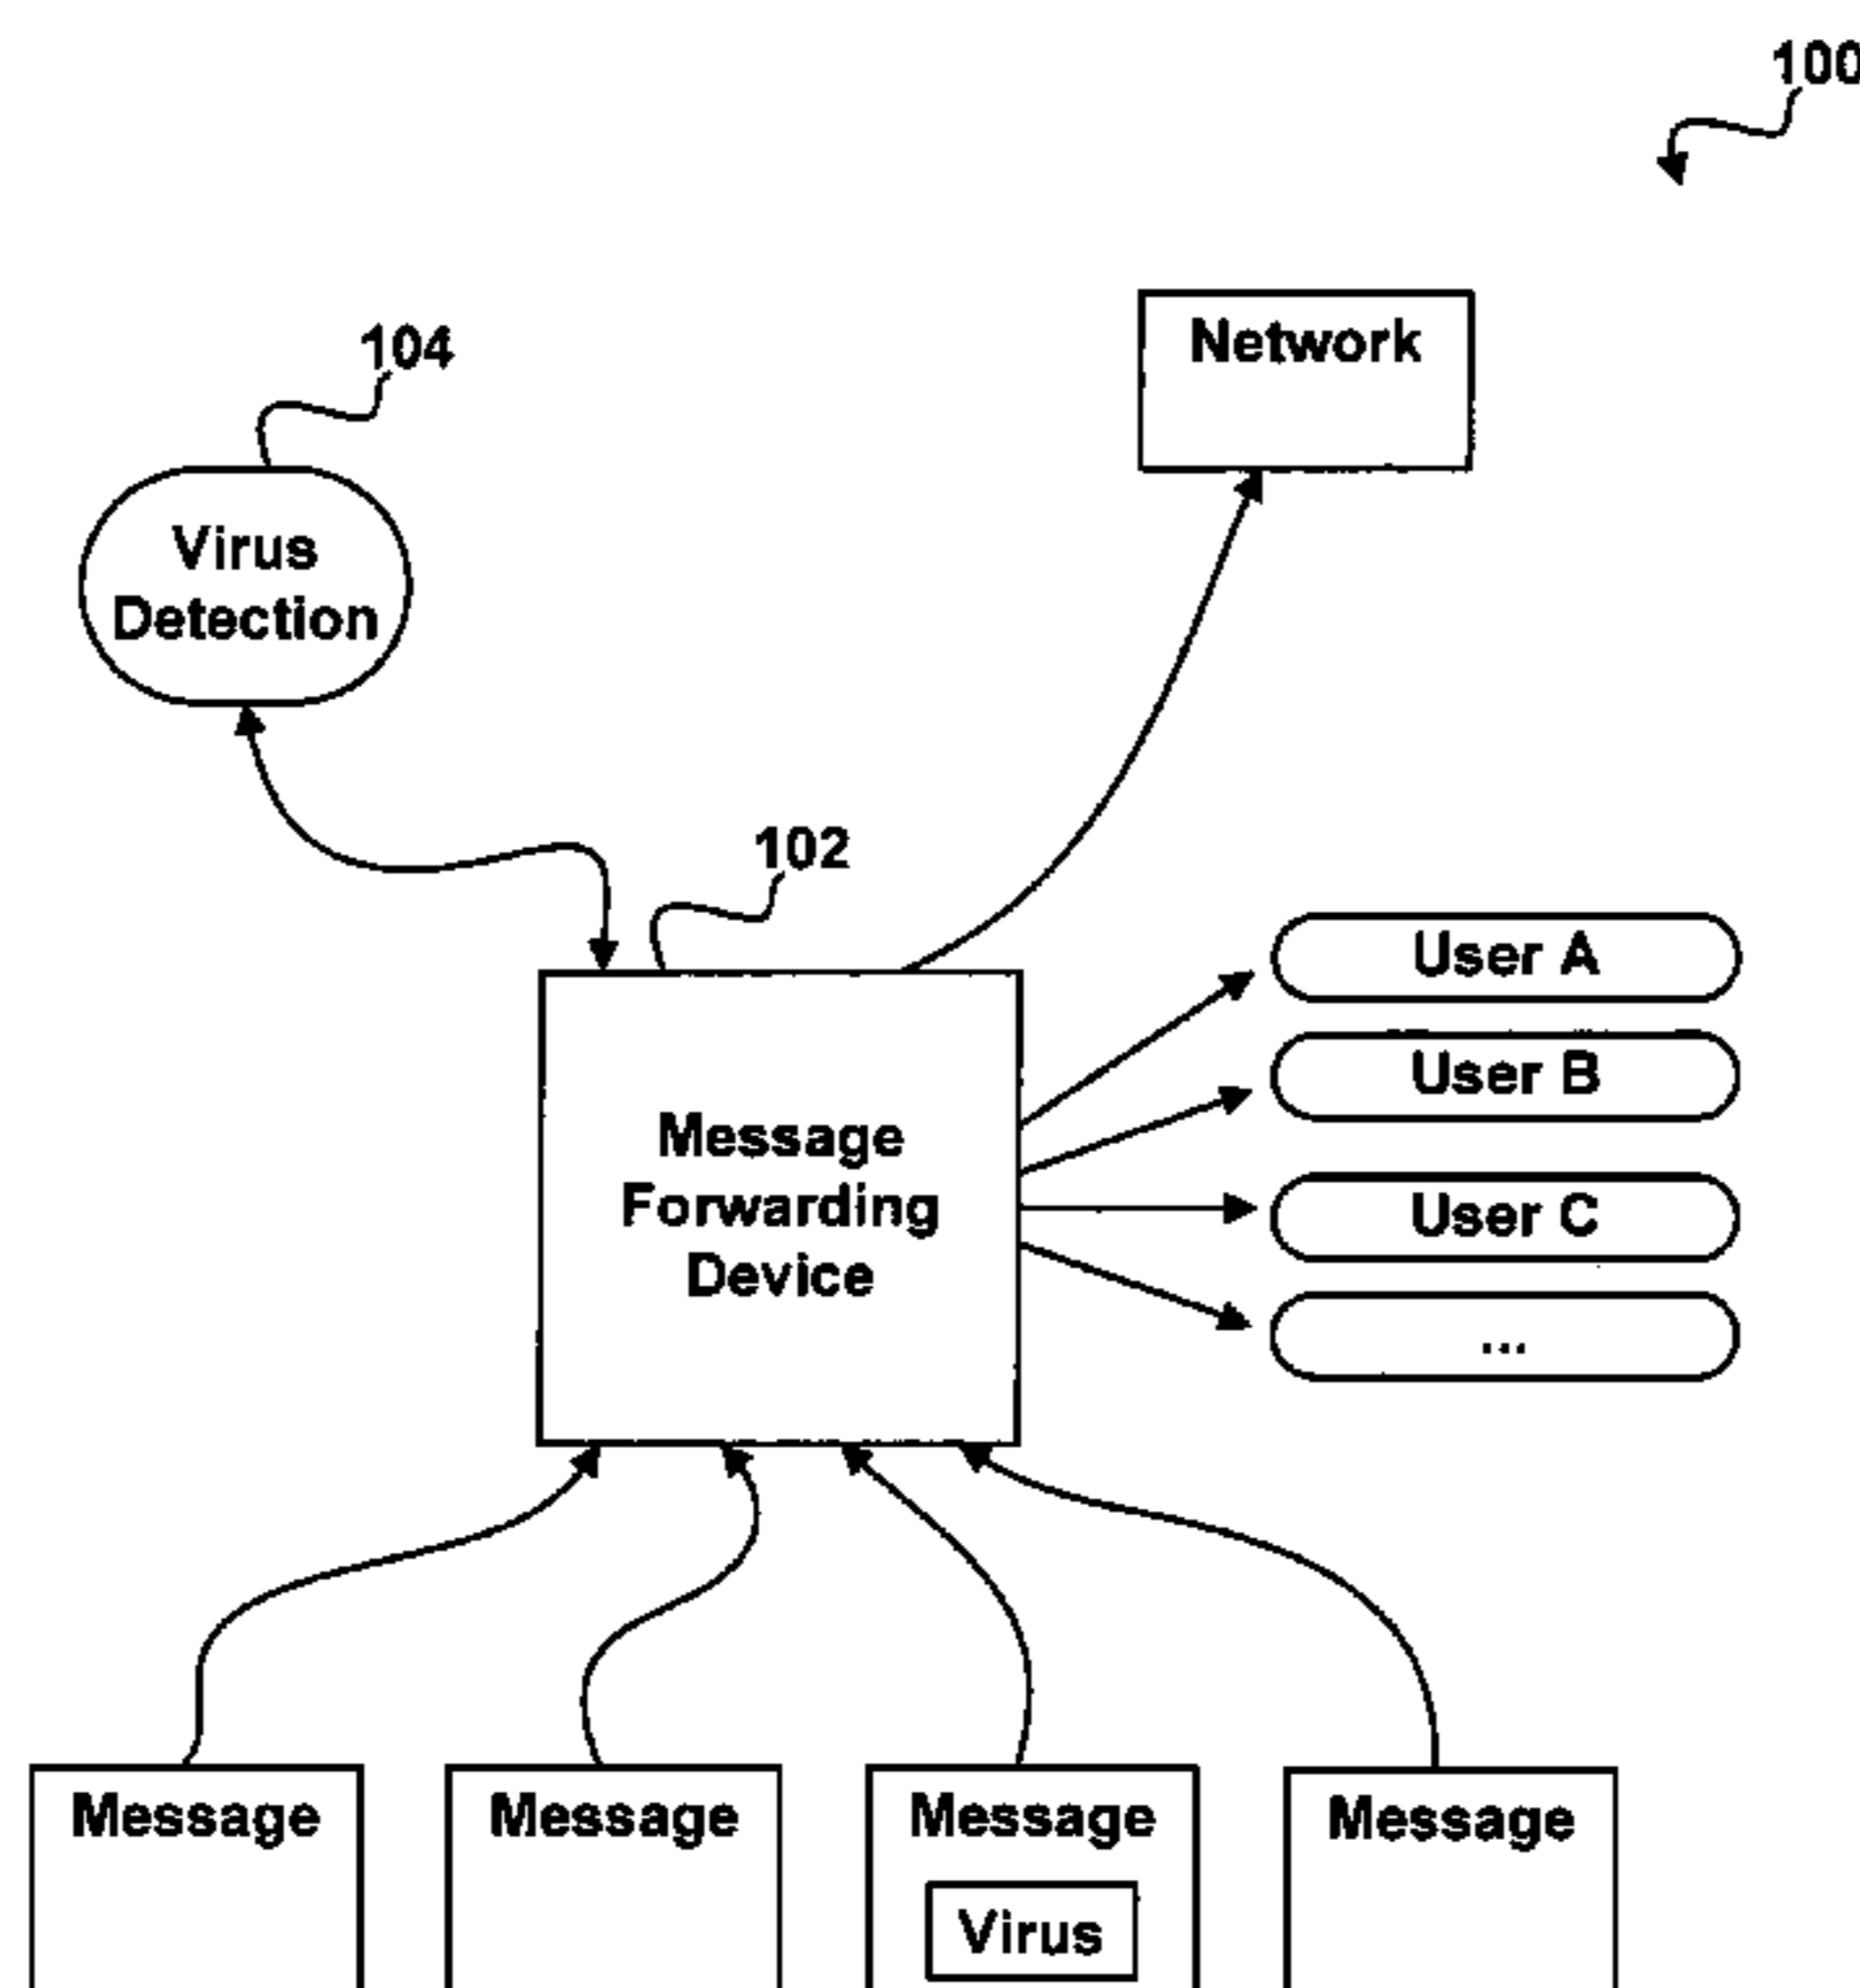 100
Network
104
Virus
Detection
102
User A
User B
User C
...
Message
Forwarding
Device
Message
Message
Message
Message
Virus